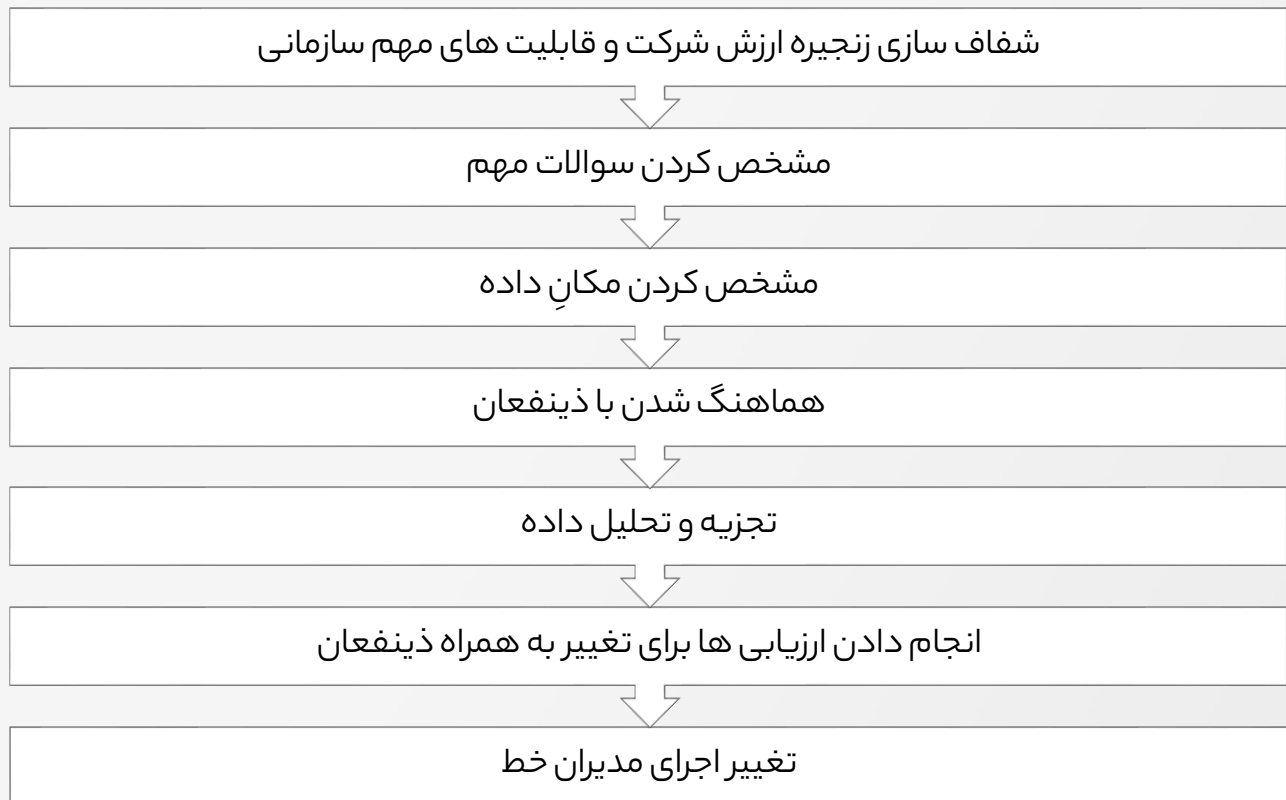 شفاف سازی زنجیره ارزش شرکت و قابلیت های مهم سازمانی
مشخص کردن سوالات مهم
مشخص کردن مکانِ داده
هماهنگ شدن با ذینفعان
تجزیه و تحلیل داده
انجام دادن ارزیابی ها برای تغییر به همراه ذینفعان
تغییر اجرای مدیران خط